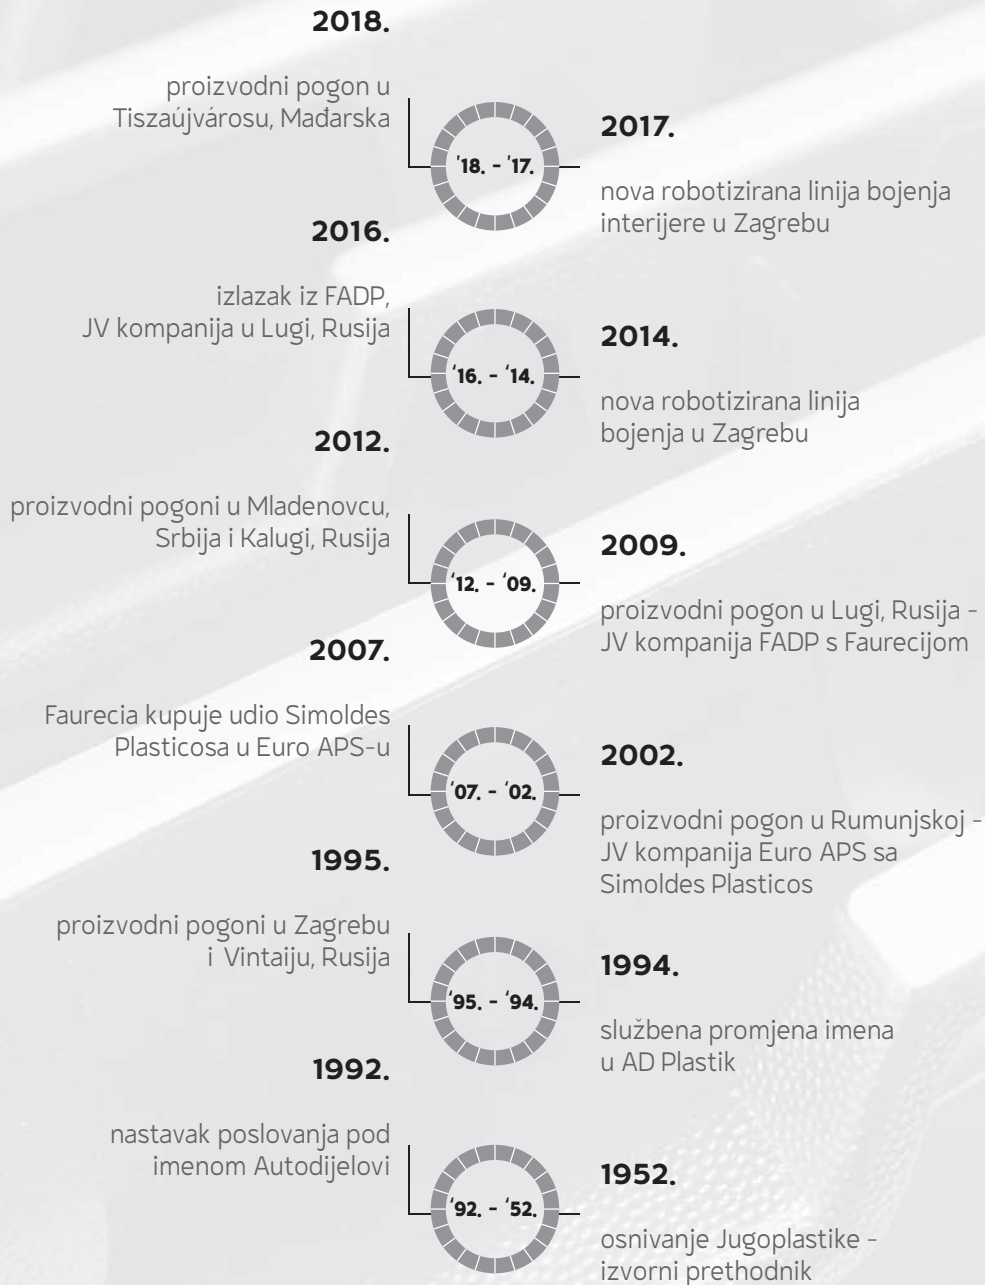 2018.
proizvodni pogon u
Tiszaújvárosu, Mađarska
'18. - '17.
2017.
nova robotizirana linija bojenja
interijere u Zagrebu
2016.
izlazak iz FADP,
JV kompanija u Lugi, Rusija
'16. - '14.
2014.
nova robotizirana linija
bojenja u Zagrebu
2012.
proizvodni pogoni u Mladenovcu,
Srbija i Kalugi, Rusija
'12. - '09.
2009.
proizvodni pogon u Lugi, Rusija -
JV kompanija FADP s Faurecijom
2007.
Faurecia kupuje udio Simoldes
Plasticosa u Euro APS-u
'07. - '02.
2002.
proizvodni pogon u Rumunjskoj -
JV kompanija Euro APS sa
Simoldes Plasticos
1995.
proizvodni pogoni u Zagrebu
i Vintaiju, Rusija
'95. - '94.
1994.
službena promjena imena
u AD Plastik
1992.
nastavak poslovanja pod
imenom Autodijelovi
'92. - '52.
1952.
osnivanje Jugoplastike -
izvorni prethodnik